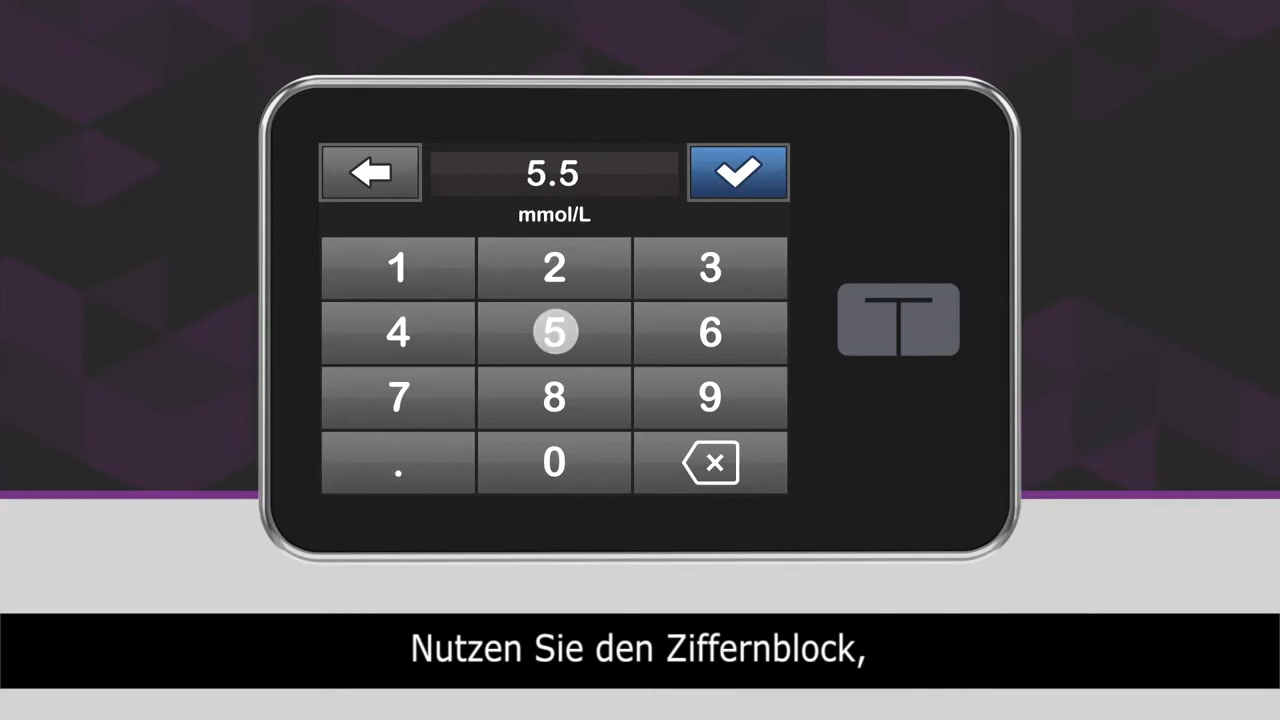 5.5
mmol/L
1 2 3
4 5 6
7 8 9
. 0
T
Nutzen Sie den Ziffernblock,